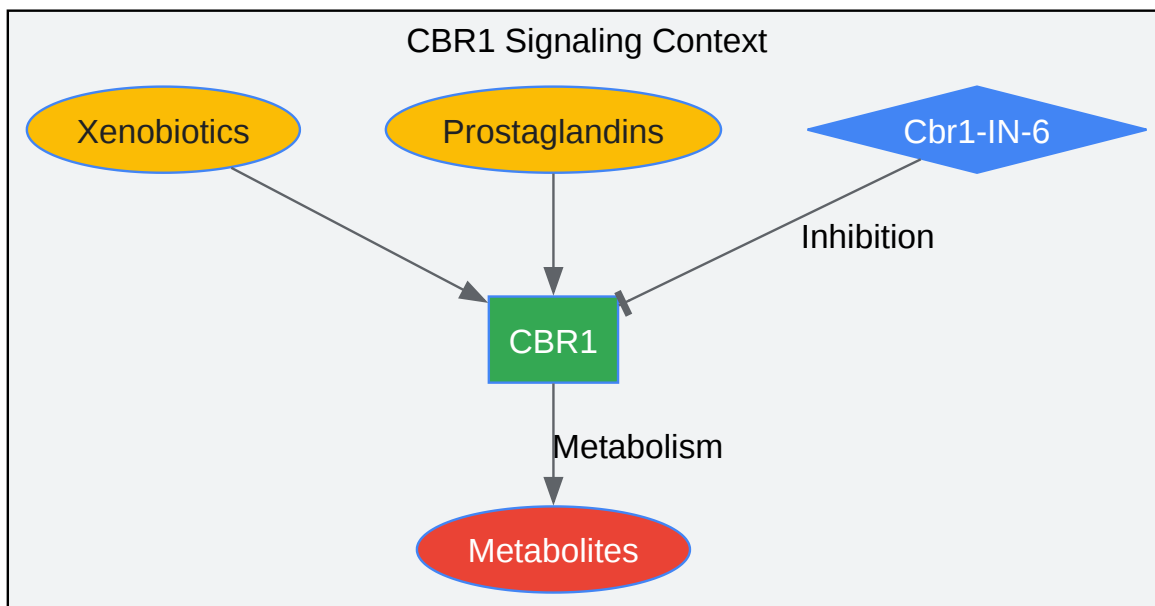 CBR1 Signaling Context
Xenobiotics
Prostaglandins
Cbr1-IN-6
Inhibition
CBR1
Metabolism
Metabolites